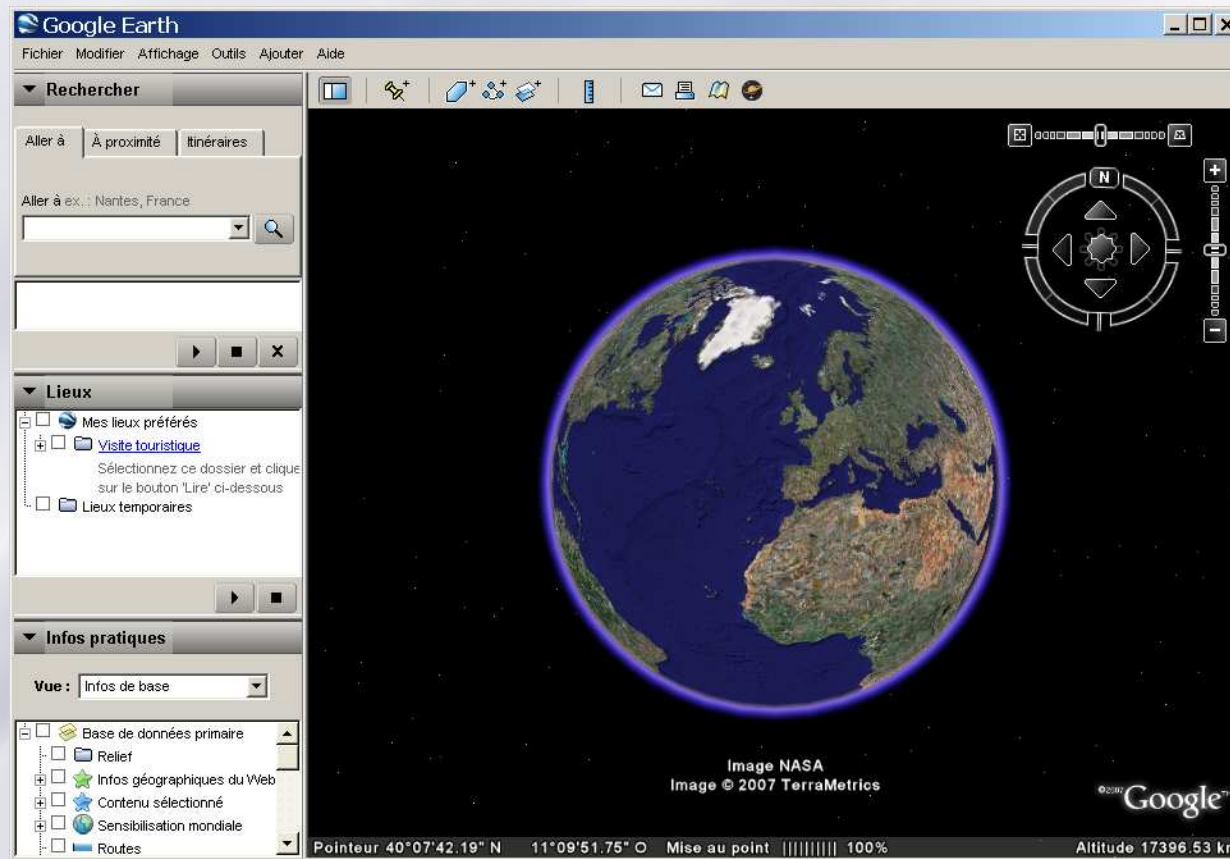 Google Earth
Fichier Modifier Affichage Outils Ajouter Aide
Rechercher
Aller à À proximité Itinéraires
Aller à ex. : Nantes, France
Lieux
Mes lieux préférés
Visite touristique
Sélectionnez ce dossier et clique
sur le bouton 'Lire' ci-dessous
Lieux temporaires
Infos pratiques
Vue : Infos de base
Base de données primaire
Relief
Infos géographiques du Web
Contenu sélectionné
Sensibilisation mondiale
Routes
N
Image NASA
Image © 2007 TerraMetrics
©2007 Google™
Pointeur 40°07'42.19" N 11°09'51.75" O Mise au point |||||||||| 100% Altitude 17396.53 km